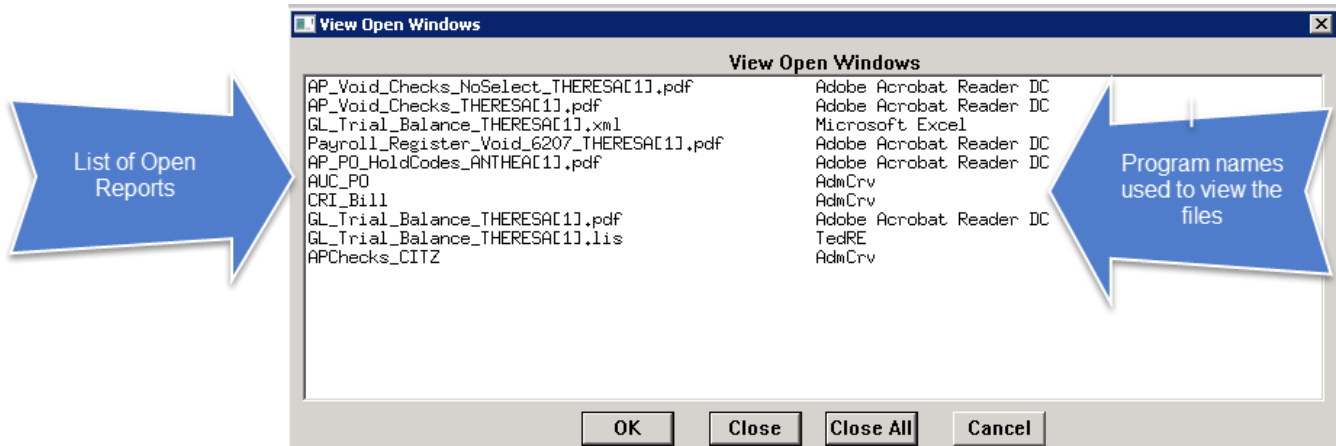 View Open Windows
View Open Windows
AP_Void_Checks_NoSelect_THERESA[1].pdf Adobe Acrobat Reader DC
AP_Void_Checks_THERESA[1].pdf Adobe Acrobat Reader DC
GL_Trial_Balance_THERESA[1].xml Microsoft Excel
Payroll_Register_Void_6207_THERESA[1].pdf Adobe Acrobat Reader DC
AP_PO_HoldCodes_ANTHEA[1].pdf Adobe Acrobat Reader DC
AUC_PO AdmCrv
CRI_Bill AdmCrv
GL_Trial_Balance_THERESA[1].pdf Adobe Acrobat Reader DC
GL_Trial_Balance_THERESA[1].lis TedRE
APChecks_CITZ AdmCrv
List of Open
Reports
Program names
used to view the
files
OK Close Close All Cancel